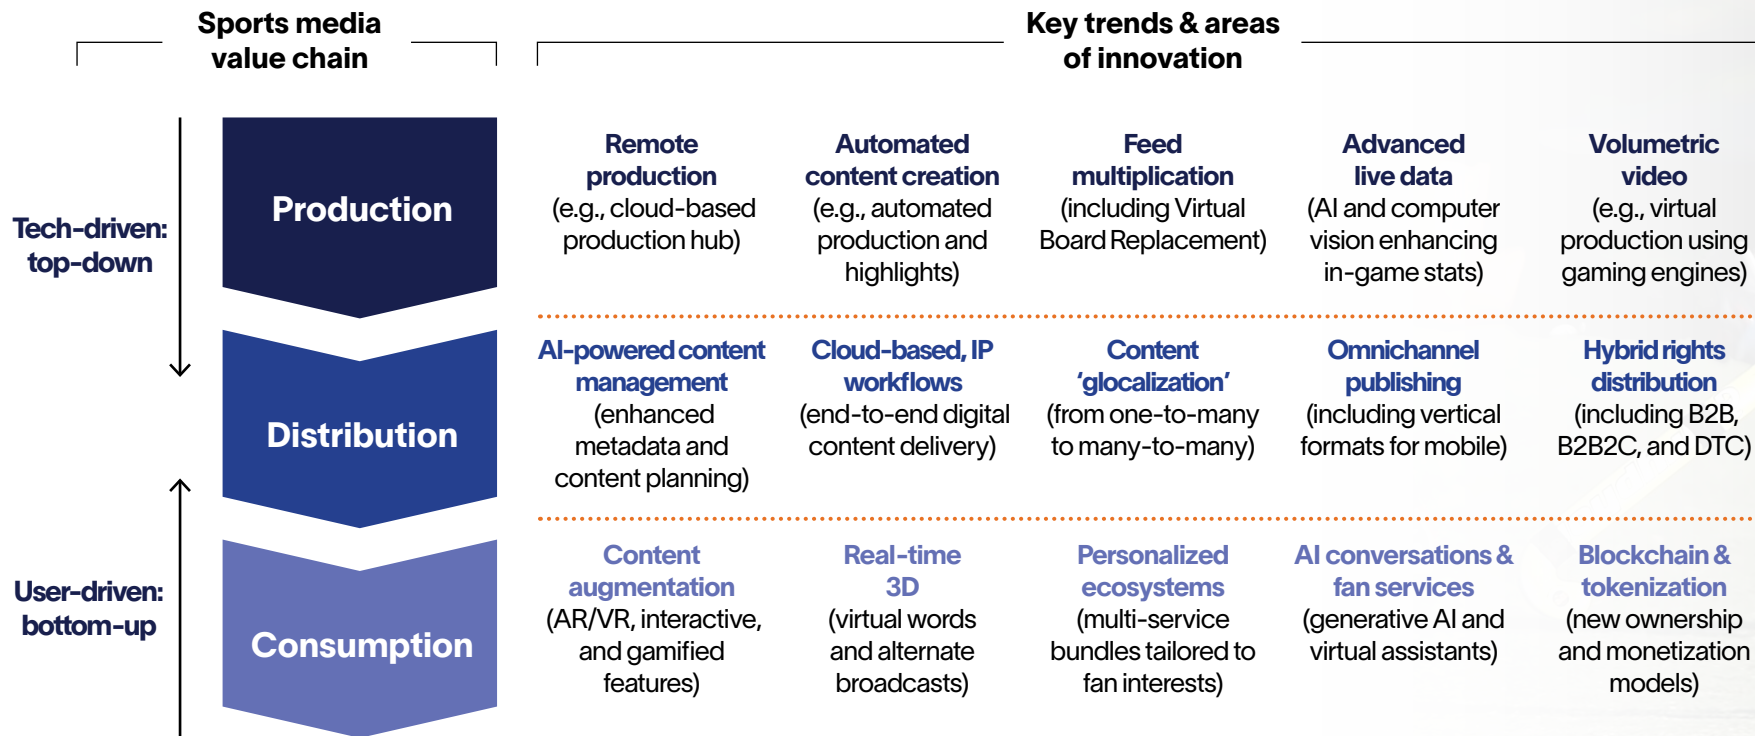 Sports media
value chain
Key trends & areas
of innovation
Tech-driven:
top-down
Production
Remote
production
(e.g., cloud-based
production hub)
Automated
content creation
(e.g., automated
production and
highlights)
Feed
multiplication
(including Virtual
Board Replacement)
Advanced
live data
(AI and computer
vision enhancing
in-game stats)
Volumetric
video
(e.g., virtual
production using
gaming engines)
Distribution
AI-powered content
management
(enhanced
metadata and
content planning)
Cloud-based, IP
workflows
(end-to-end digital
content delivery)
Content
‘glocalization’
(from one-to-many
to many-to-many)
Omnichannel
publishing
(including vertical
formats for mobile)
Hybrid rights
distribution
(including B2B,
B2B2C, and DTC)
User-driven:
bottom-up
Consumption
Content
augmentation
(AR/VR, interactive,
and gamified
features)
Real-time
3D
(virtual words
and alternate
broadcasts)
Personalized
ecosystems
(multi-service
bundles tailored to
fan interests)
AI conversations &
fan services
(generative AI and
virtual assistants)
Blockchain &
tokenization
(new ownership
and monetization
models)